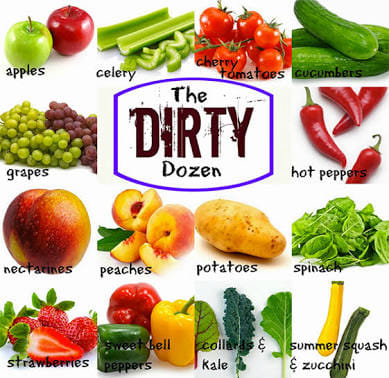 apples
celery
cherry
tomatoes
cucumbers
grapes
The
DIRTY
Dozen
hot peppers
nectarines
peaches
potatoes
spinach
strawberries
sweet bell
peppers
collards &
kale
summer squash
& zucchini